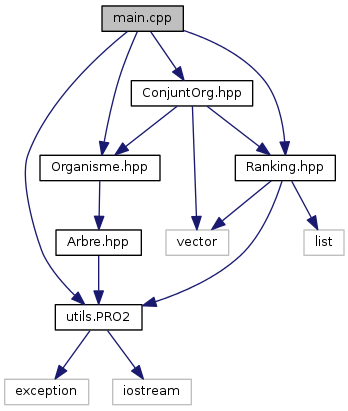 main.cpp
ConjuntOrg.hpp
Organisme.hpp
Ranking.hpp
Arbre.hpp
vector
list
utils.PRO2
exception
iostream